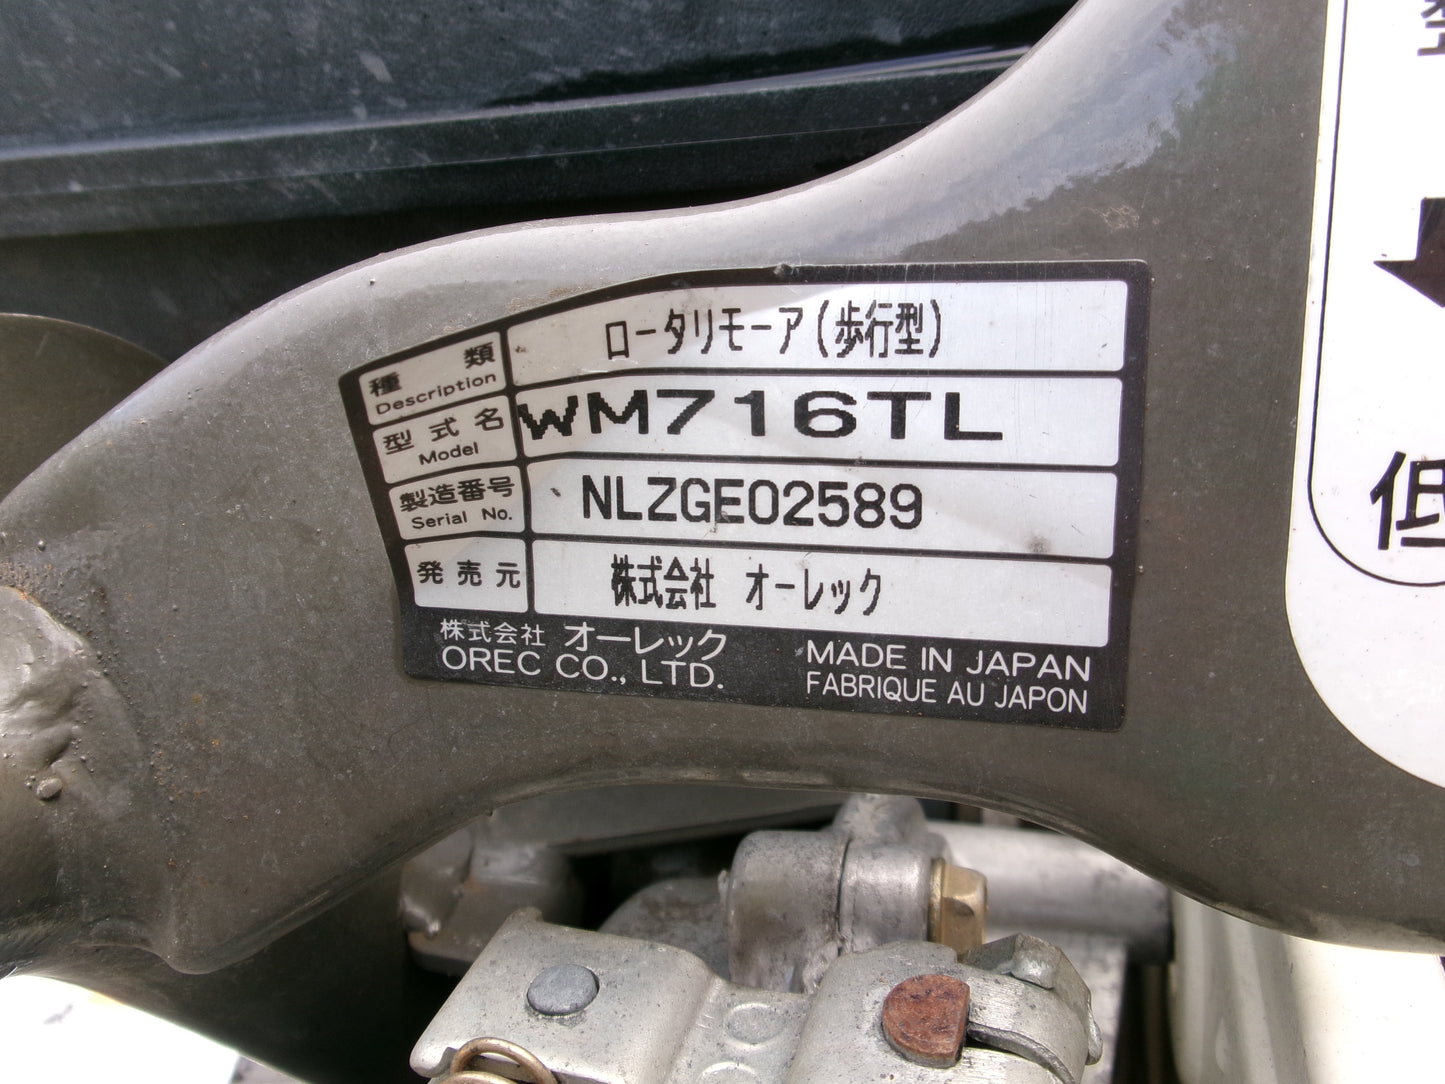 種類 ロータリモーア(歩行型)
Description
型式名 WM716TL
Model
製造番号 NLZGE02589
Serial No.
発売元 株式会社 オーレック
株式会社 オーレック
OREC CO., LTD.
MADE IN JAPAN
FABRIQUE AU JAPON
低